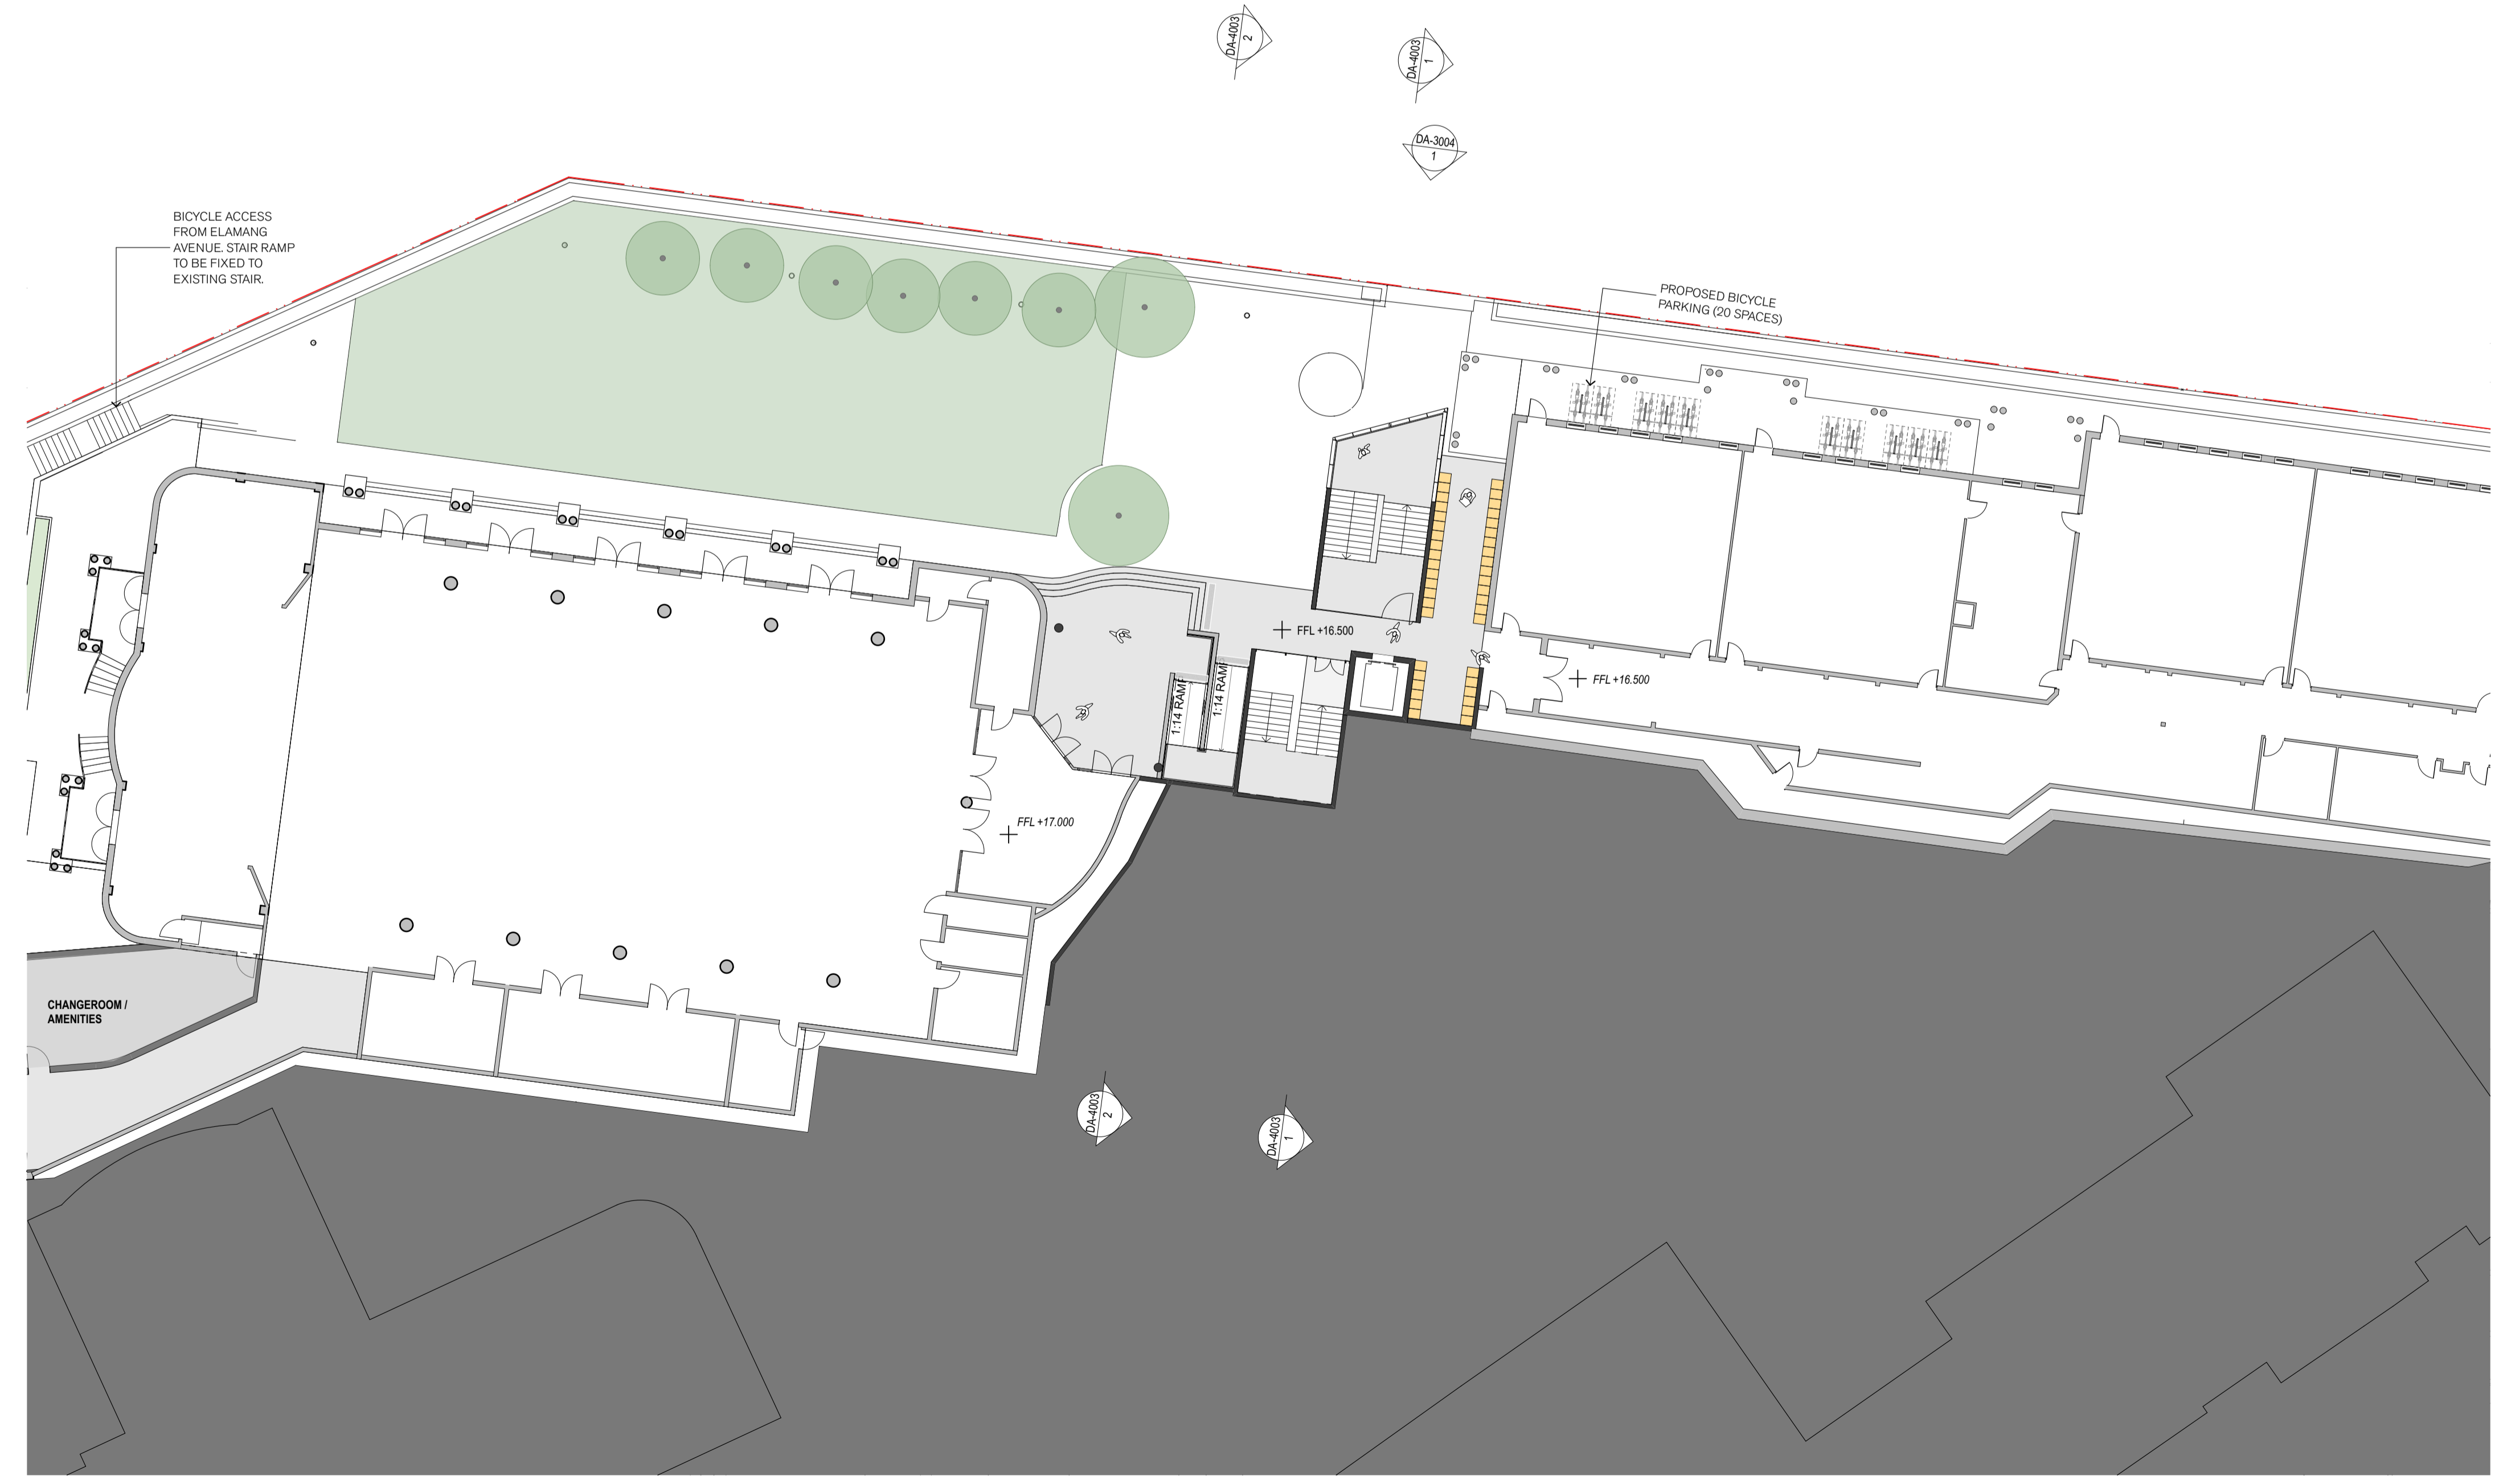 DA-4003
2
DA-4003
1
DA-3004
1
BICYCLE ACCESS
FROM ELAMANG
AVENUE. STAIR RAMP
TO BE FIXED TO
EXISTING STAIR.
PROPOSED BICYCLE
PARKING (20 SPACES)
FFL +16.500
1:14 RAMP
1:14 RAMP
FFL +16.500
FFL +17.000
CHANGEROOM /
AMENITIES
DA-4003
2
DA-4003
1